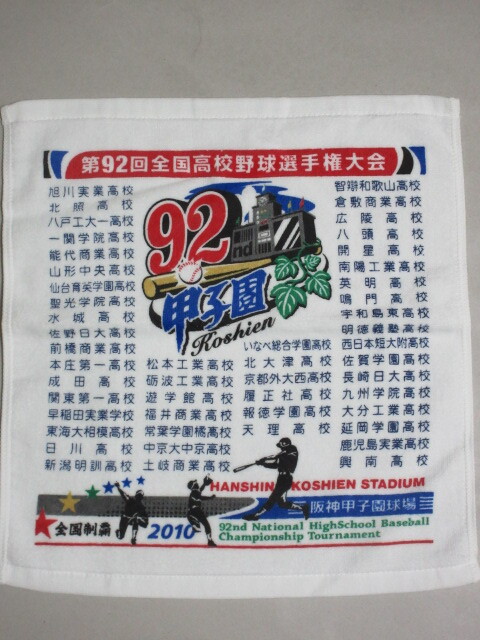 第92回全国高校野球選手権大会
旭川実業高校
北照高校
八戸工大一高校
一関学院高校
能代商業高校
山形中央高校
仙台育英学園高校
聖光学院高校
水城高校
佐野日大高校
前橋商業高校
本庄第一高校
成田高校
関東第一高校
早稲田実業学校
東海大相模高校
日川高校
新潟明訓高校
92
nd
甲子園
Koshien
松本工業高校
砺波工業高校
遊学館高校
福井商業高校
常葉学園橘高校
中京大中京高校
土岐商業高校
いなべ総合学園高校
北大津高校
京都外大西高校
履正社高校
報徳学園高校
天理高校
智辯和歌山高校
倉敷商業高校
広陵高校
八頭高校
開星高校
南陽工業高校
英明高校
鳴門高校
宇和島東高校
明徳義塾高校
西日本短大附高校
佐賀学園高校
長崎日大高校
九州学院高校
大分工業高校
延岡学園高校
鹿児島実業高校
興南高校
HANSHIN KOSHIEN STADIUM
阪神甲子園球場
全国制覇
2010
92nd National HighSchool Baseball
Championship Tournament